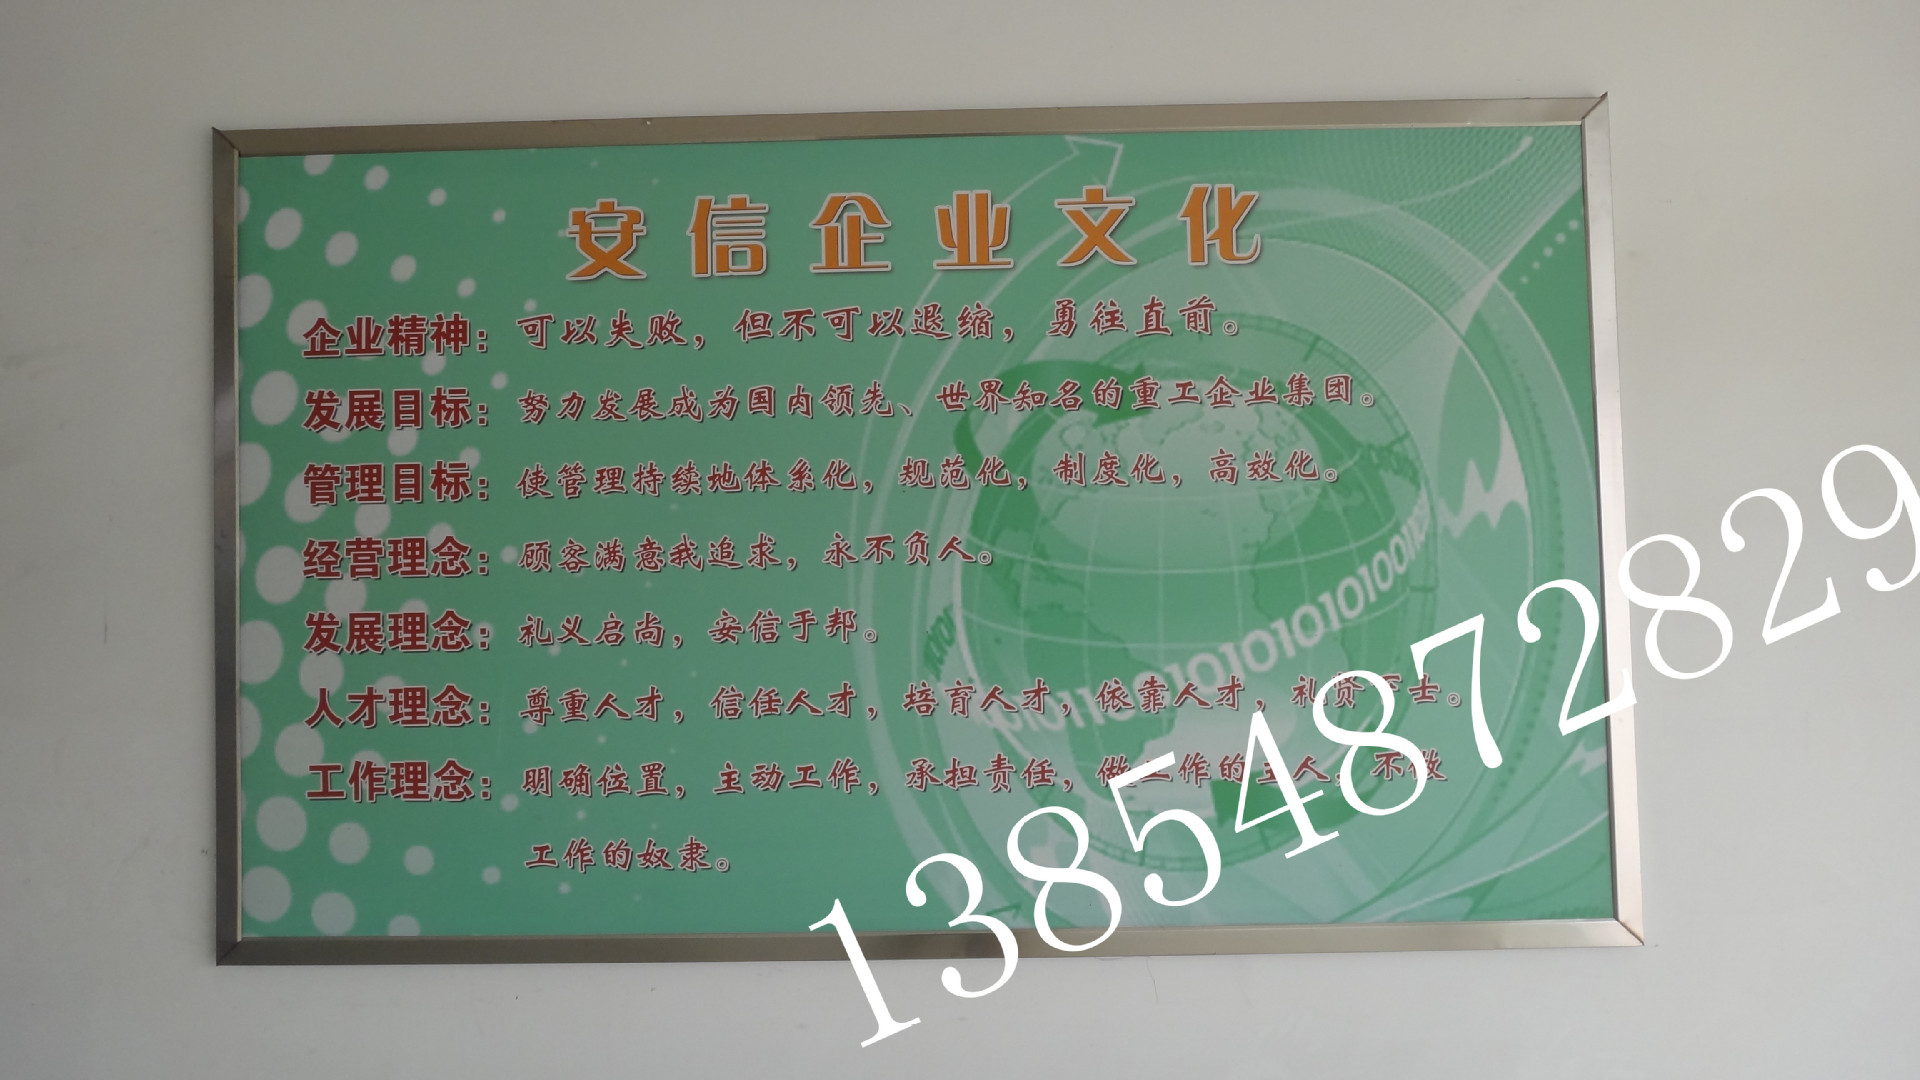 安信企业文化
企业精神：可以失败，但不可以退缩，勇往直前。
发展目标：努力发展成为国内领先、世界知名的重工企业集团。
管理目标：使管理持续地体系化，规范化，制度化，高效化。
经营理念：顾客满意我追求，永不负人。
发展理念：礼义启尚，安信于邦。
人才理念：尊重人才，信任人才，培育人才，依靠人才，礼贤下士。
工作理念：明确位置，主动工作，承担责任，做工作的主人，不做
工作的奴隶。
13854872829